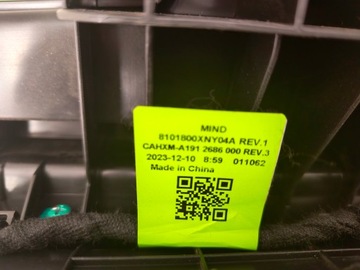 MIND
8101800XNY04A REV.1
CAHXM-A191 2686 000 REV.3
2023-12-10 8:59 011062
Made in China